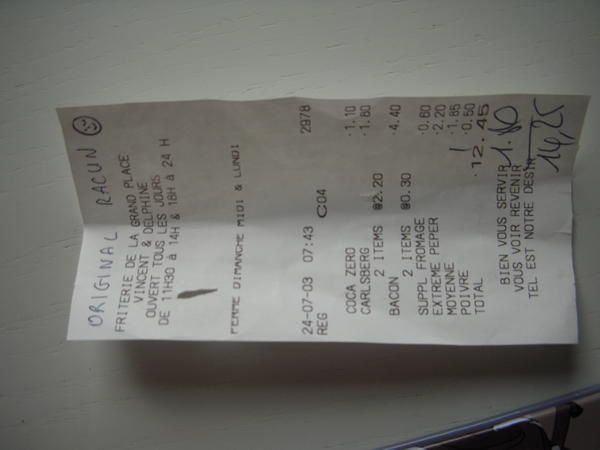 ORIGINAL RACUN
FRITERIE DE LA GRAND PLACE
VINCENT & DELPHINE
OUVERT TOUS LES JOURS
DE 11H30 à 14H & 18H à 24 H
FERME DIMANCHE MIDI & LUNDI
24-07-03 07:43 2978
REG C04
COCA ZERO ·1.10
CARLSBERG ·1.80
2 ITEMS @2.20
BACON ·4.40
2 ITEMS @0.30
SUPPL FROMAGE ·0.60
EXTREME PEPER ·2.20
MOYENNE ·1.85
POIVRE ·0.50
TOTAL ·12.45
BIEN VOUS SERVIR 1.80
VOUS VOIR REVENIR
TEL EST NOTRE DESIR 14,25